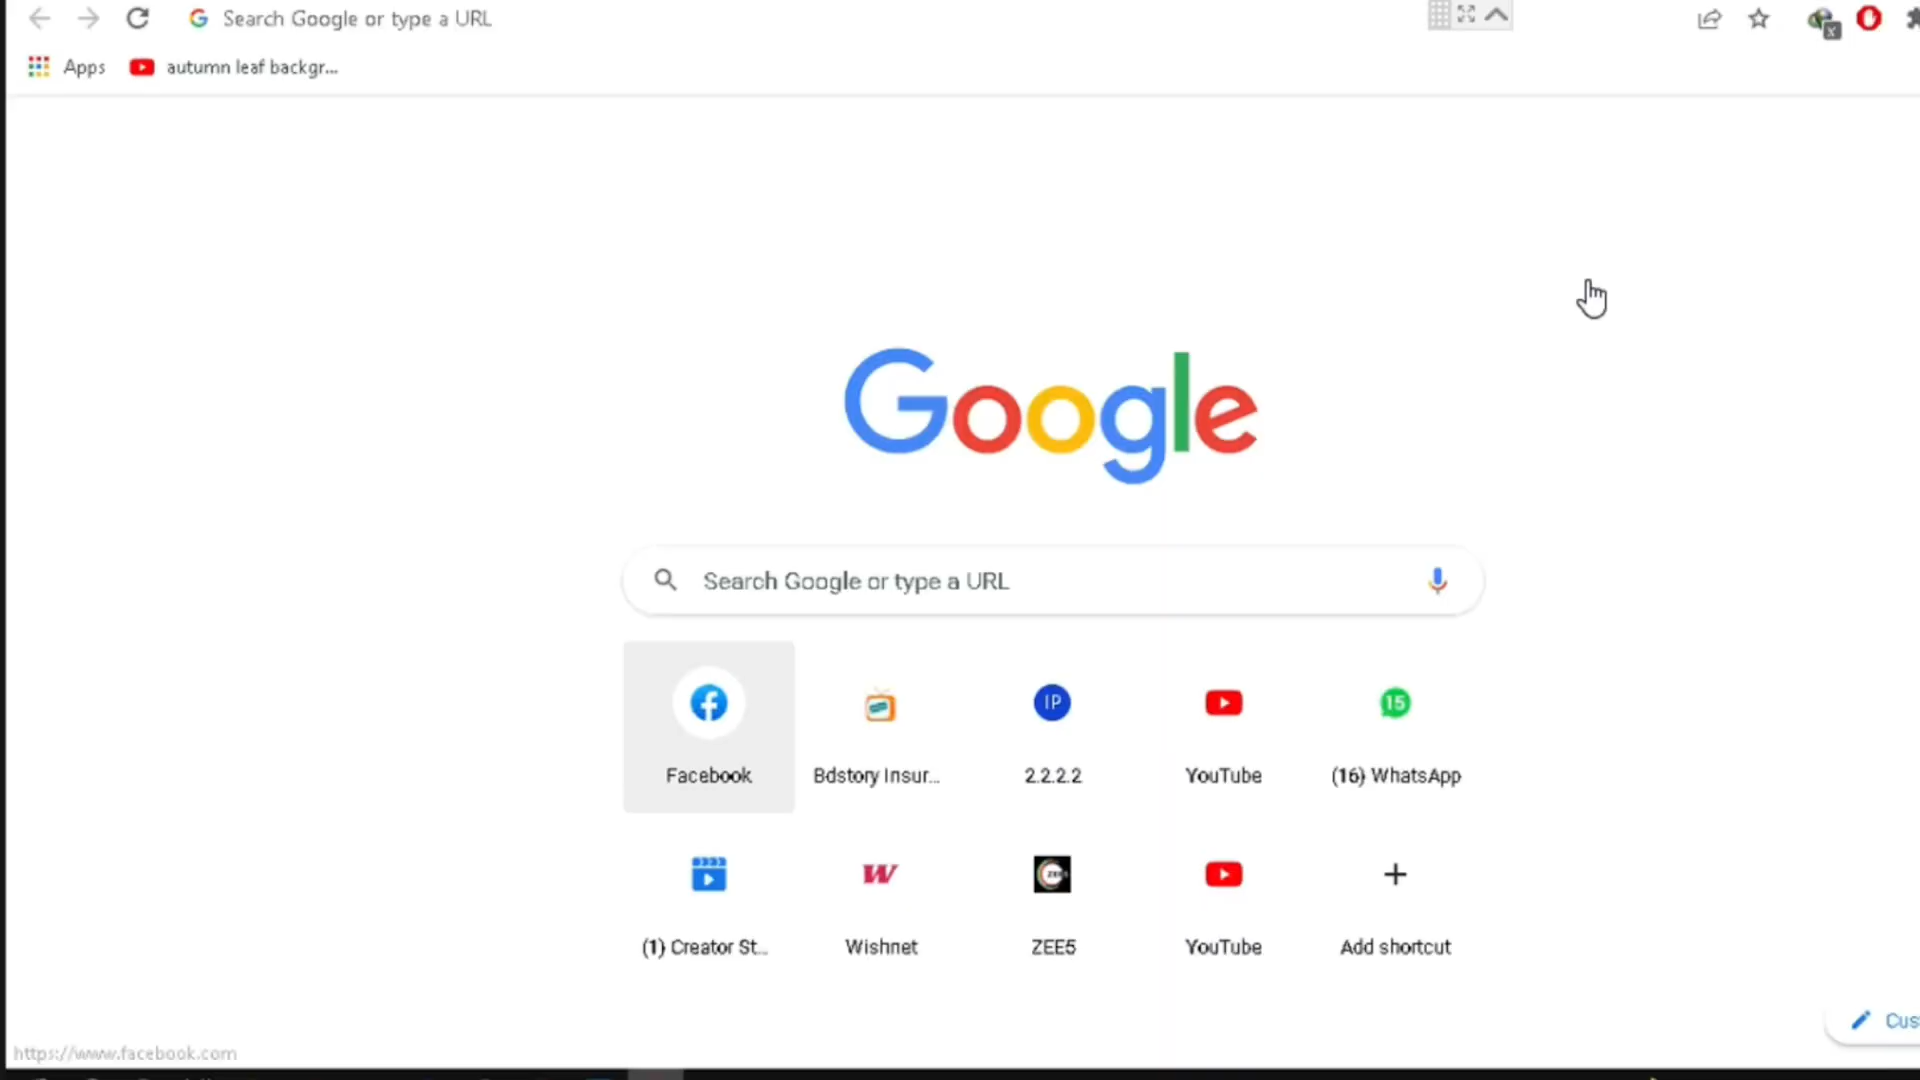 Search Google or type a URL
Apps
autumn leaf backgr...
Google
Search Google or type a URL
IP
15
Facebook
Bdstory Insur...
2.2.2.2
YouTube
(16) WhatsApp
W
ZEE5
(1) Creator St...
Wishnet
ZEE5
YouTube
Add shortcut
Cus
https://www.facebook.com